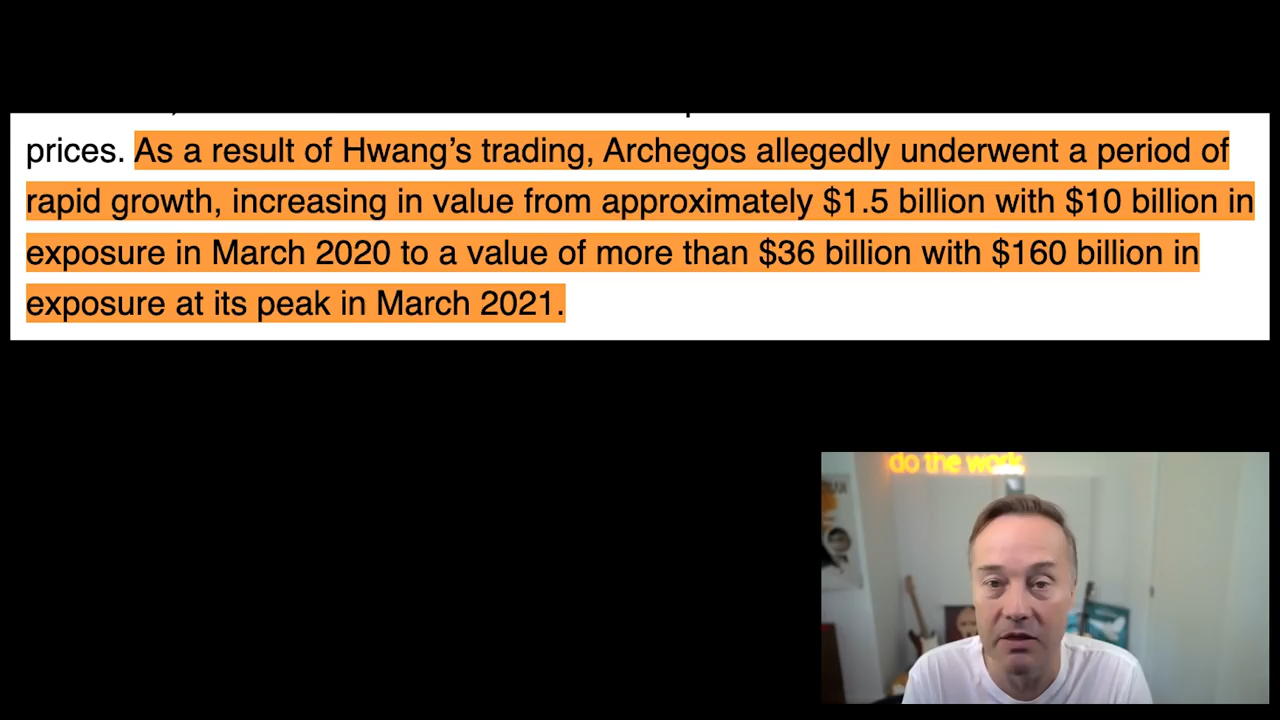 prices. As a result of Hwang’s trading, Archegos allegedly underwent a period of
rapid growth, increasing in value from approximately $1.5 billion with $10 billion in
exposure in March 2020 to a value of more than $36 billion with $160 billion in
exposure at its peak in March 2021.
do the work